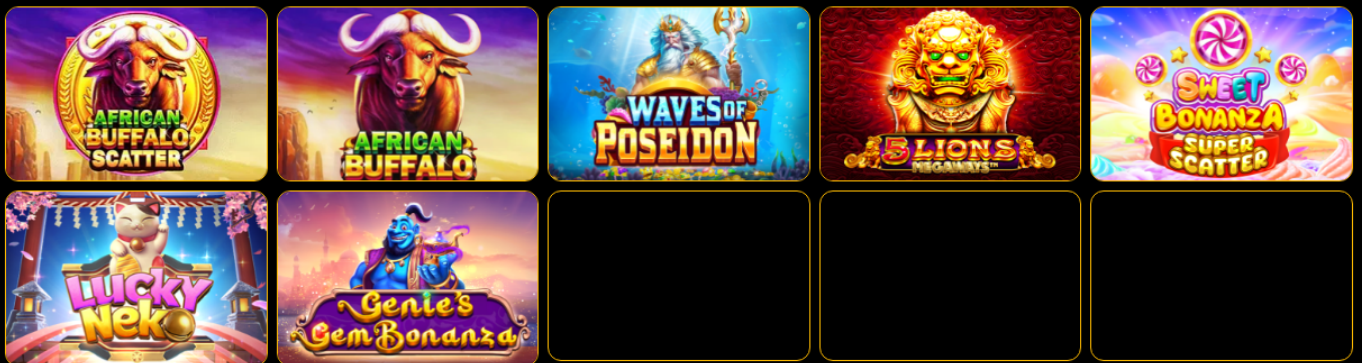 AFRICAN
BUFFALO
SCATTER
AFRICAN
BUFFALO
WAVES OF
POSEIDON
5 LIONS
MEGAWAYS™
SWEET
BONANZA
SUPER
SCATTER
LUCKY
Neko
Genie's
Gem Bonanza